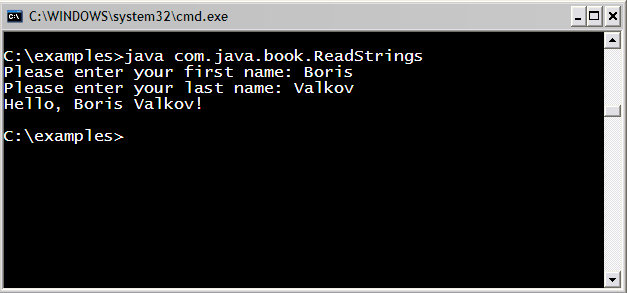 C:\WINDOWS\system32\cmd.exe
C:\examples>java com.java.book.ReadStrings
Please enter your first name: Boris
Please enter your last name: Valkov
Hello, Boris Valkov!
C:\examples>